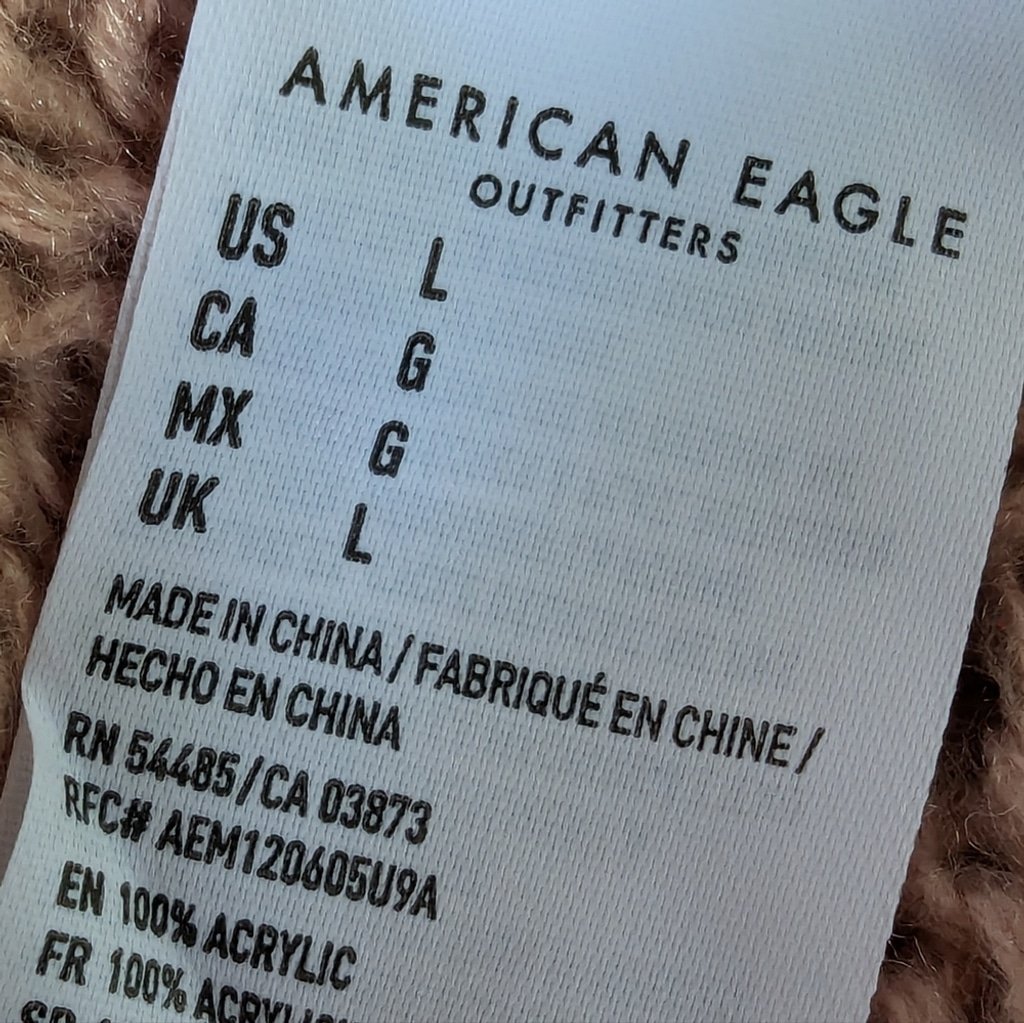 AMERICAN EAGLE
OUTFITTERS
US L
CA G
MX G
UK L
MADE IN CHINA / FABRIQUÉ EN CHINE /
HECHO EN CHINA
RN 54485 / CA 03873
RFC# AEM120605U9A
EN 100% ACRYLIC
FR 100%